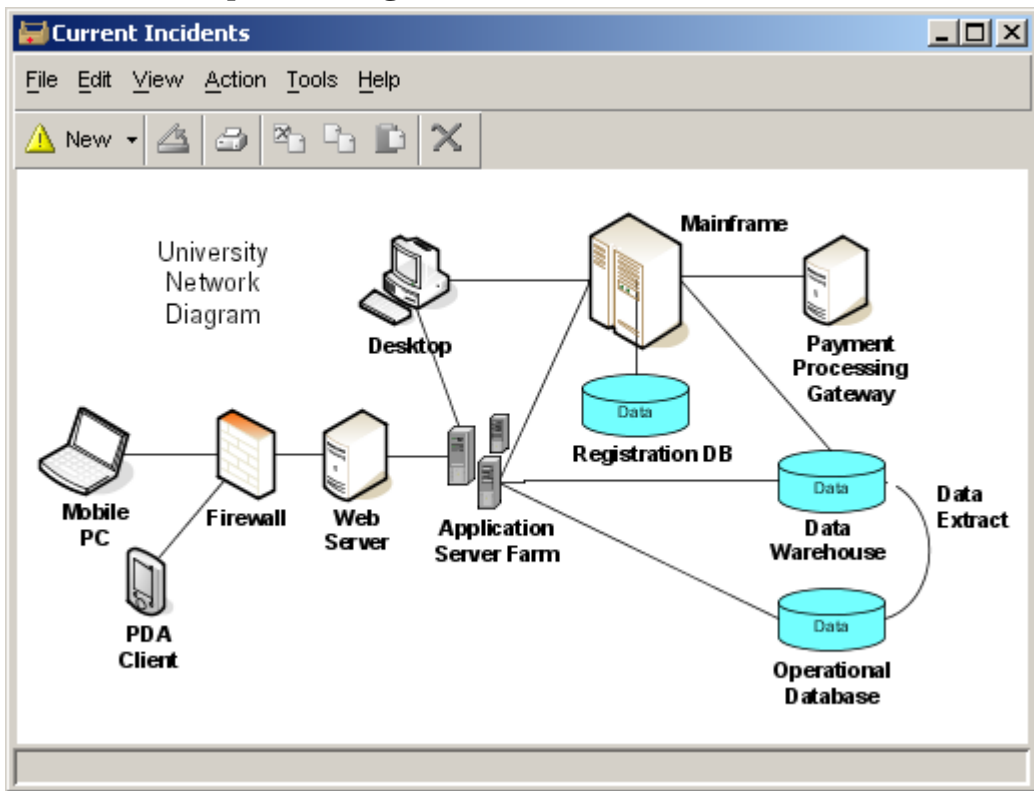 Current Incidents
File Edit View Action Tools Help
New
University
Network
Diagram
Mainframe
Desktop
Payment
Processing
Gateway
Data
Registration DB
Mobile
PC
Firewall
Web
Server
Application
Server Farm
Data
Data
Warehouse
Data
Extract
PDA
Client
Data
Operational
Database